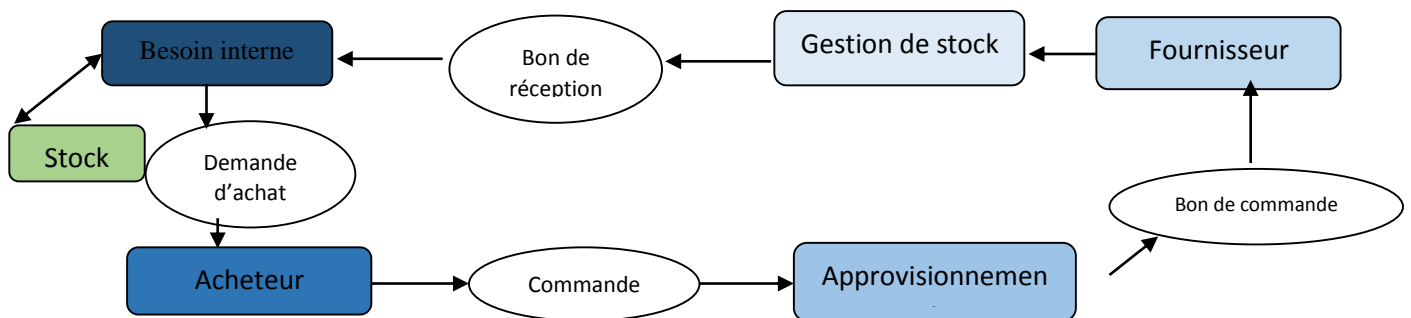 Besoin interne
Bon de
réception
Gestion de stock
Fournisseur
Stock
Demande
d’achat
Bon de commande
Acheteur
Commande
Approvisionnemen